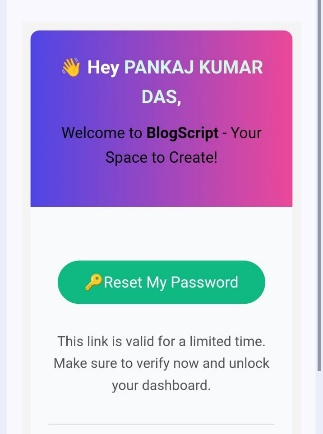 👋 Hey PANKAJ KUMAR
DAS,
Welcome to BlogScript - Your
Space to Create!
🔑Reset My Password
This link is valid for a limited time.
Make sure to verify now and unlock
your dashboard.